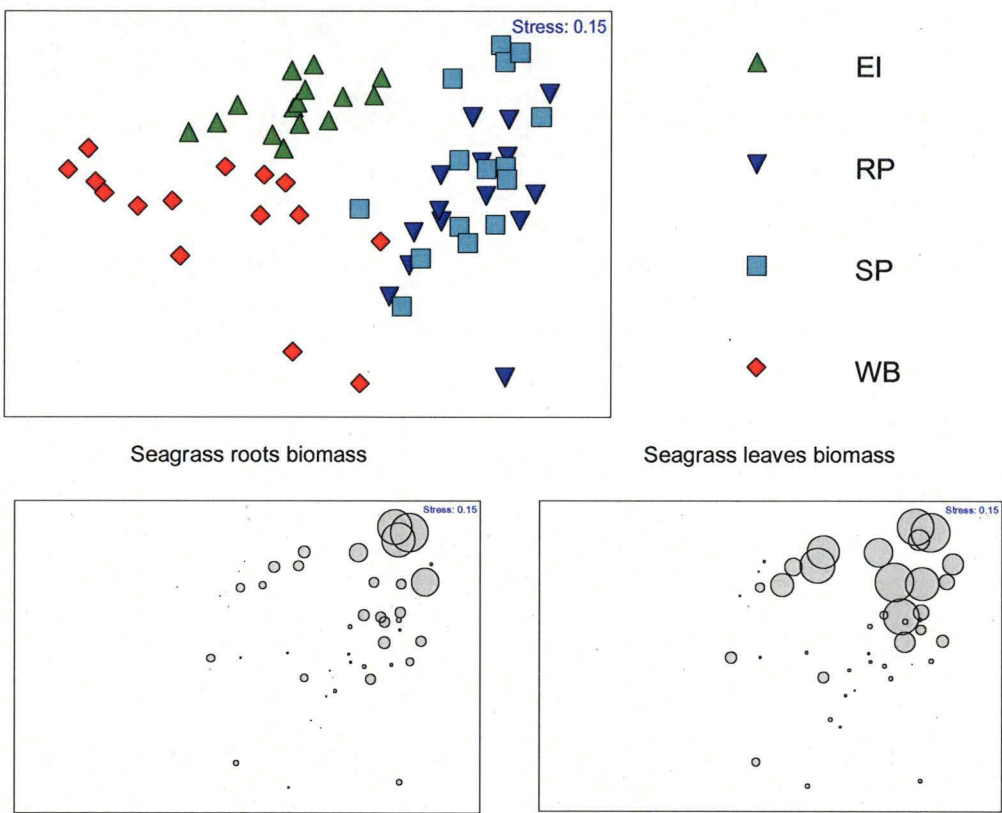 Stress: 0.15
EI
RP
SP
WB
Seagrass roots biomass
Seagrass leaves biomass
Stress: 0.15
Stress: 0.15